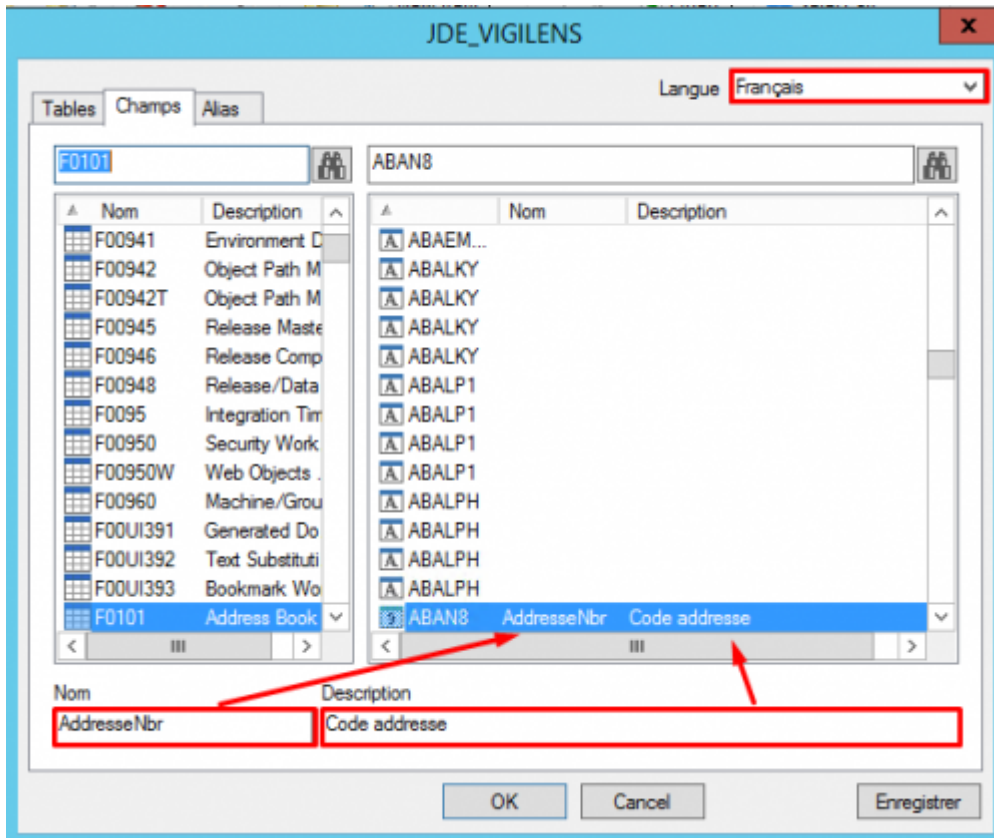 JDE_VIGILENS
x
Langue Français
Tables Champs Alias
F0101 ABAN8
Nom Description Nom Description
F00941 Environment D ABAEM...
F00942 Object Path M ABALKY
F00942T Object Path M ABALKY
F00945 Release Maste ABALKY
F00946 Release Comp ABALKY
F00948 Release/Data ABALP1
F0095 Integration Tim ABALP1
F00950 Security Work ABALP1
F00950W Web Objects . ABALP1
F00960 Machine/Grou ABALPH
F00UI391 Generated Do ABALPH
F00UI392 Text Substituti ABALPH
F00UI393 Bookmark Wo ABALPH
F0101 Address Book ABAN8 AddresseNbr Code addresse
Nom Description
AddresseNbr Code addresse
OK Cancel Enregistrer